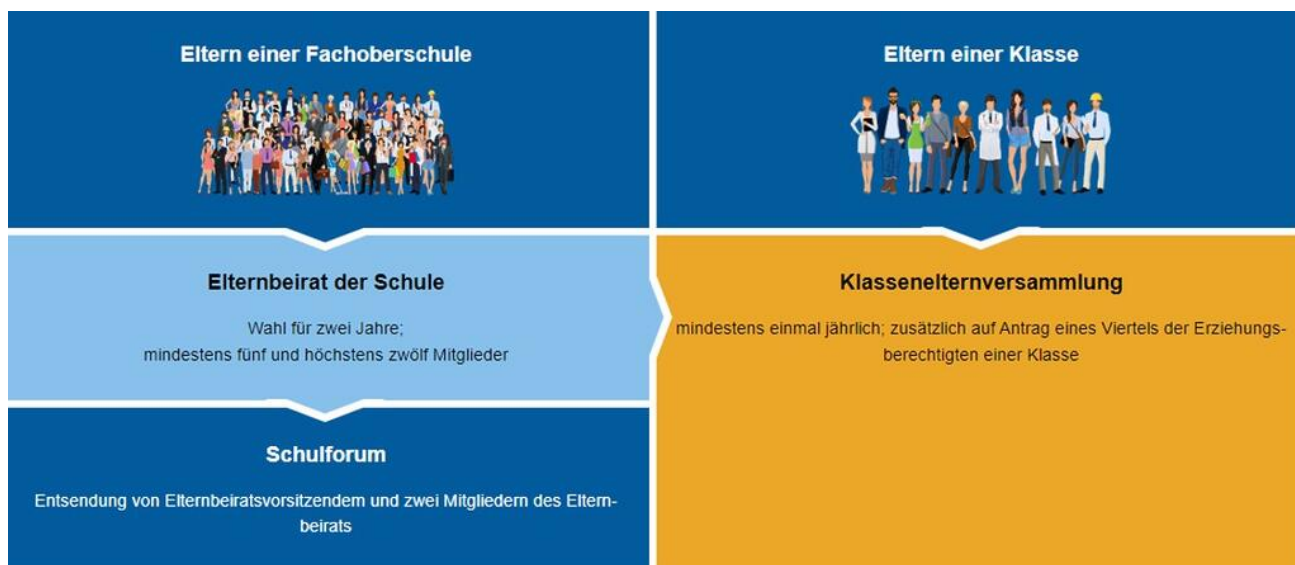 Eltern einer Fachoberschule
Eltern einer Klasse
Elternbeirat der Schule
Wahl für zwei Jahre;
mindestens fünf und höchstens zwölf Mitglieder
Klassenelternversammlung
mindestens einmal jährlich; zusätzlich auf Antrag eines Viertels der Erziehungs-
berechtigten einer Klasse
Schulforum
Entsendung von Elternbeiratsvorsitzendem und zwei Mitgliedern des Eltern-
beirats